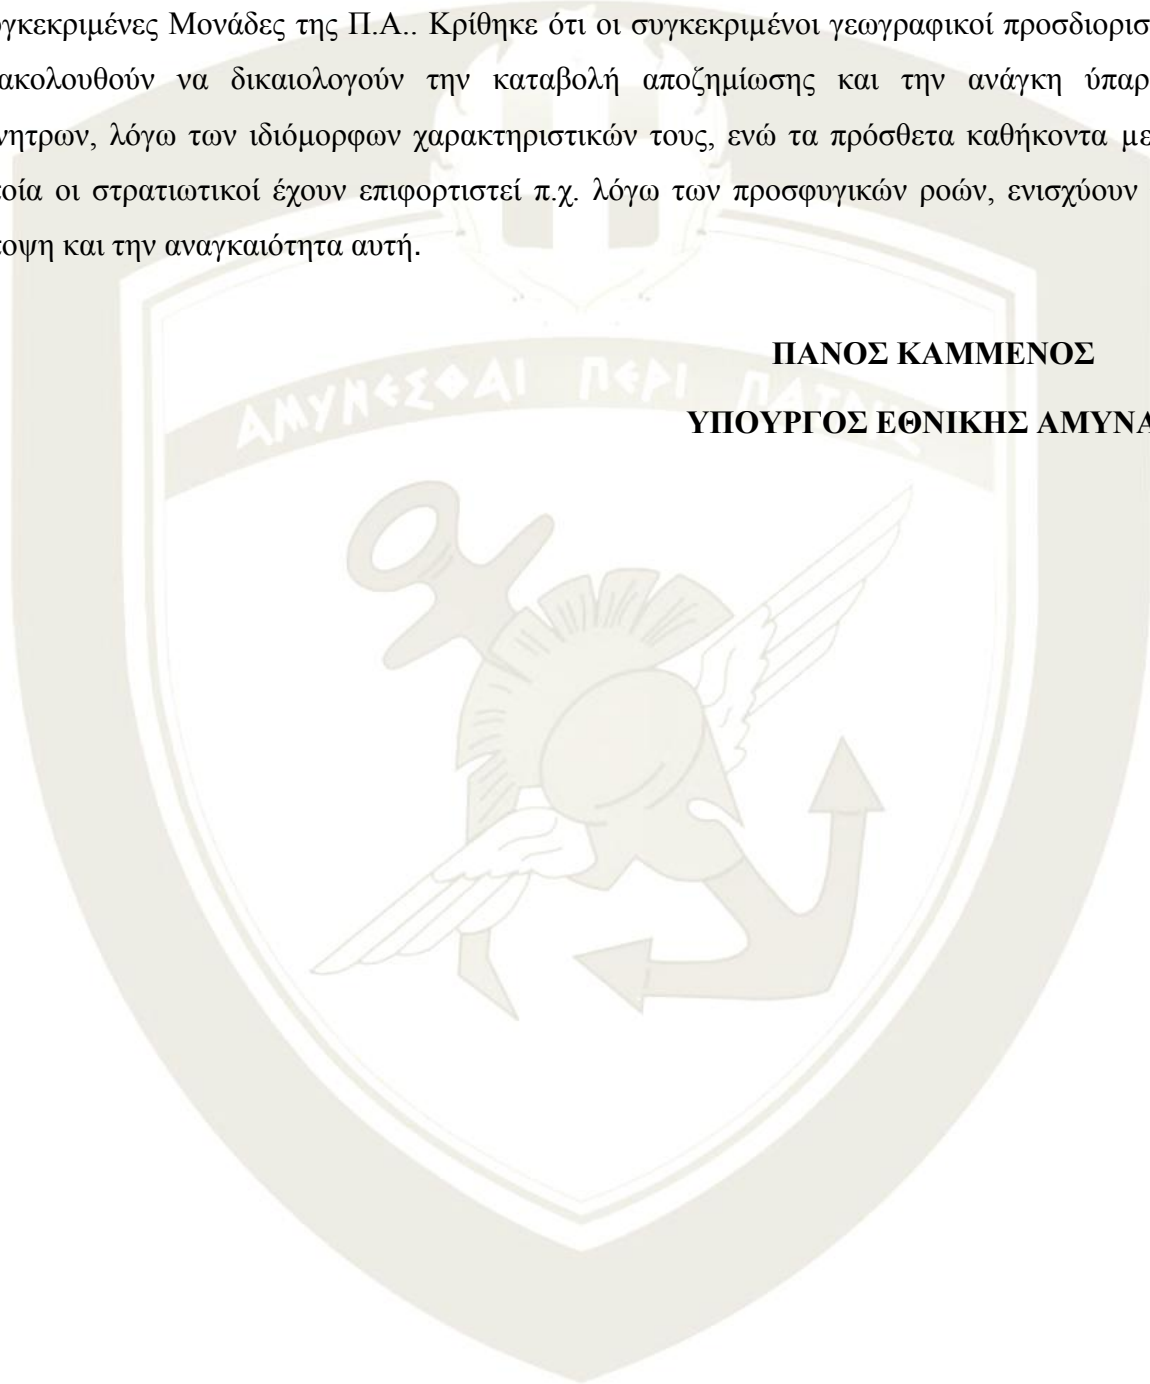 γκεκριμένες Μονάδες της Π.Α.. Κρίθηκε ότι οι συγκεκριμένοι γεωγραφικοί προσδιορισ
ακολουθούν να δικαιολογούν την καταβολή αποζημίωσης και την ανάγκη ύπαρ
νητρων, λόγω των ιδιόμορφων χαρακτηριστικών τους, ενώ τα πρόσθετα καθήκοντα με
οία οι στρατιωτικοί έχουν επιφορτιστεί π.χ. λόγω των προσφυγικών ροών, ενισχύουν
οψη και την αναγκαιότητα αυτή.
ΠΑΝΟΣ ΚΑΜΜΕΝΟΣ
ΑΜΥΝΕΣΘΑΙ ΠΕΡΙ ΠΑΤΡΗΣ
ΥΠΟΥΡΓΟΣ ΕΘΝΙΚΗΣ ΑΜΥΝΑ